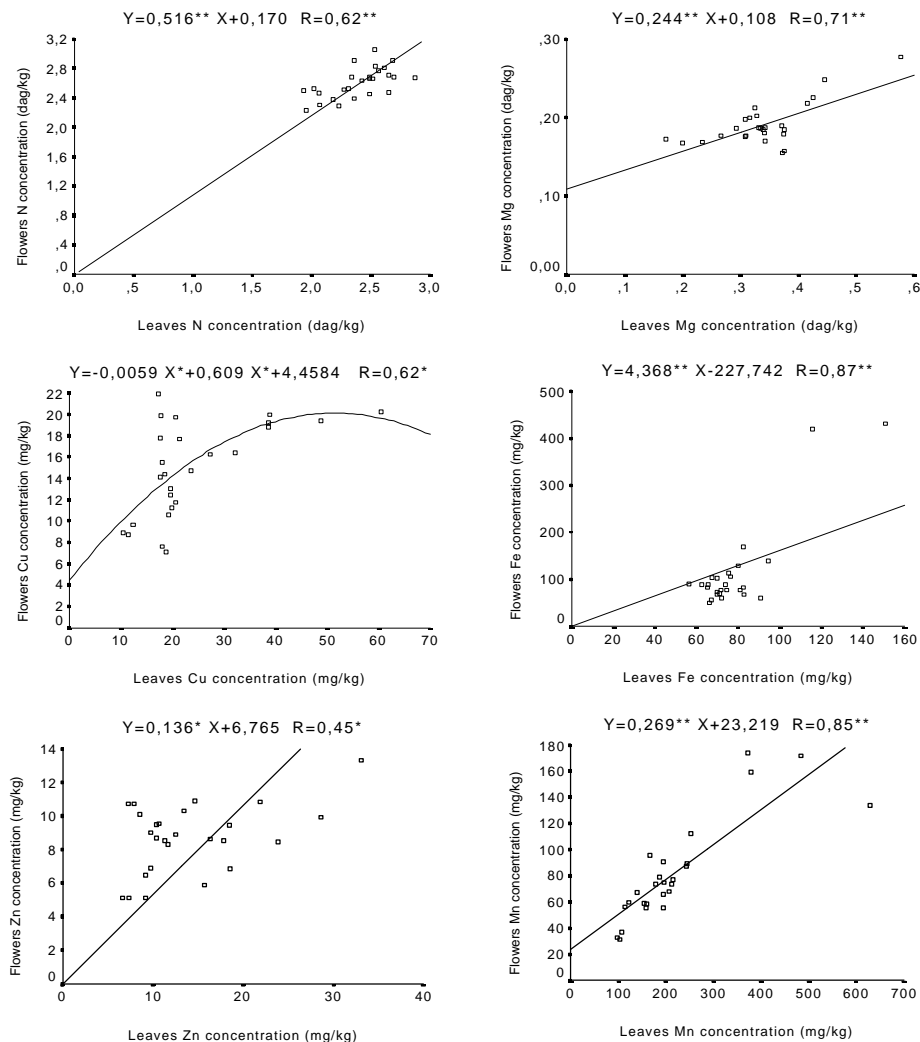 Y=0,516** X+0,170 R=0,62**
Flowers N concentration (dag/kg)
3,2
2,8
2,4
2,0
1,6
1,2
,8
,4
,0
0,0 ,5 1,0 1,5 2,0 2,5 3,0
Leaves N concentration (dag/kg)
Y=0,244** X+0,108 R=0,71**
Flowers Mg concentration (dag/kg)
,30
,20
,10
0,00
0,0 ,1 ,2 ,3 ,4 ,5 ,6
Leaves Mg concentration (dag/kg)
Y=-0,0059 X*+0,609 X*+4,4584 R=0,62*
Flowers Cu concentration (mg/kg)
22
20
18
16
14
12
10
8
6
4
2
0
0 10 20 30 40 50 60 70
Leaves Cu concentration (mg/kg)
Y=4,368** X-227,742 R=0,87**
Flowers Fe concentration (mg/kg)
500
400
300
200
100
0
0 20 40 60 80 100 120 140 160
Leaves Fe concentration (mg/kg)
Y=0,136* X+6,765 R=0,45*
Flowers Zn concentration (mg/kg)
14
12
10
8
6
4
2
0
0 10 20 30 40
Leaves Zn concentration (mg/kg)
Y=0,269** X+23,219 R=0,85**
Flowers Mn concentration (mg/kg)
180
160
140
120
100
80
60
40
20
0
0 100 200 300 400 500 600 700
Leaves Mn concentration (mg/kg)